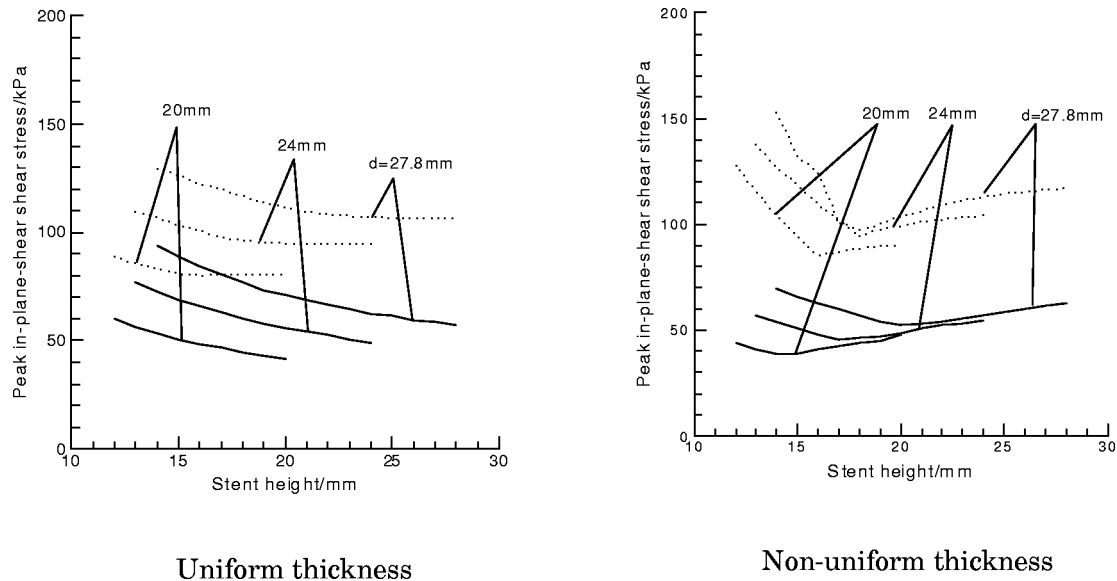 Peak in-plane-shear shear stress/kPa
200
150
100
50
0
10
15
20
25
30
Stent height/mm
20mm
24mm
d=27.8mm
Uniform thickness
Peak in-plane-shear shear stress/kPa
200
150
100
50
0
10
15
20
25
30
Stent height/mm
20mm
24mm
d=27.8mm
Non-uniform thickness